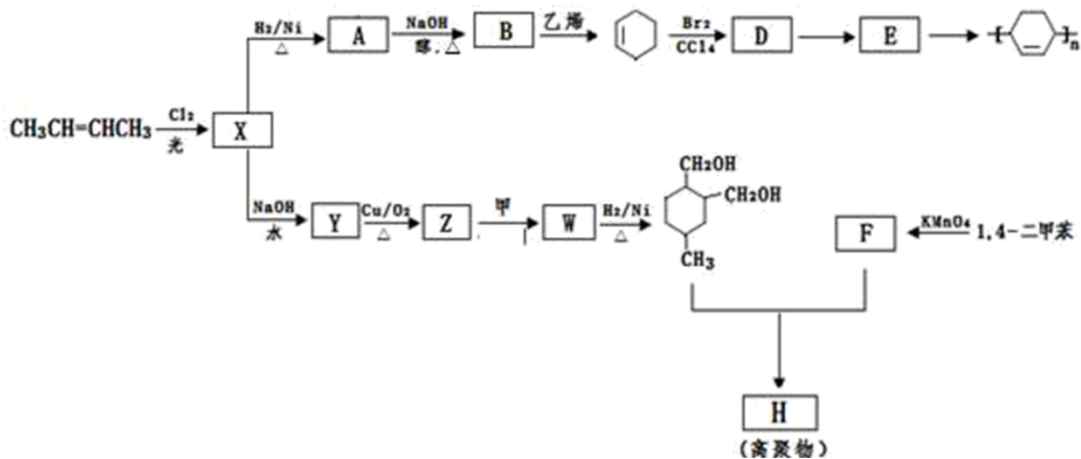 H2/Ni
△
A
NaOH
醇.△
B
乙烯
Br2
CCl4
D
E
n
CH3CH=CHCH3
Cl2
光
X
NaOH
水
Y
Cu/O2
△
Z
甲
W
H2/Ni
△
CH2OH
CH2OH
CH3
F
KMnO4
1,4-二甲苯
H
(高聚物)